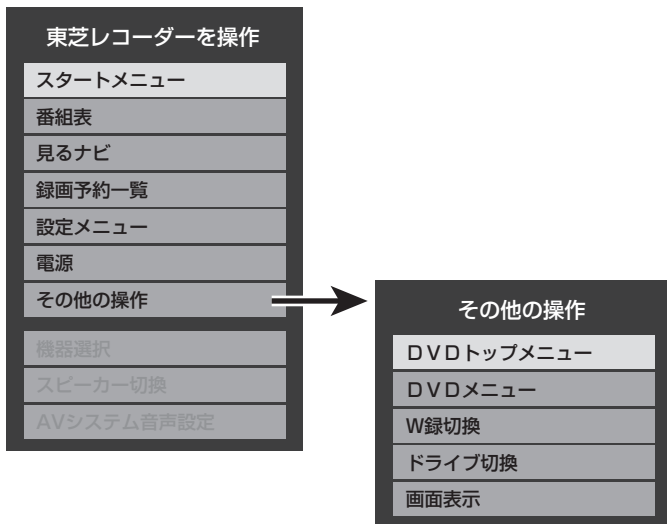 東芝レコーダーを操作
スタートメニュー
番組表
見るナビ
録画予約一覧
設定メニュー
電源
その他の操作
機器選択
スピーカー切換
AVシステム音声設定
その他の操作
ＤＶＤトップメニュー
ＤＶＤメニュー
W録切換
ドライブ切換
画面表示